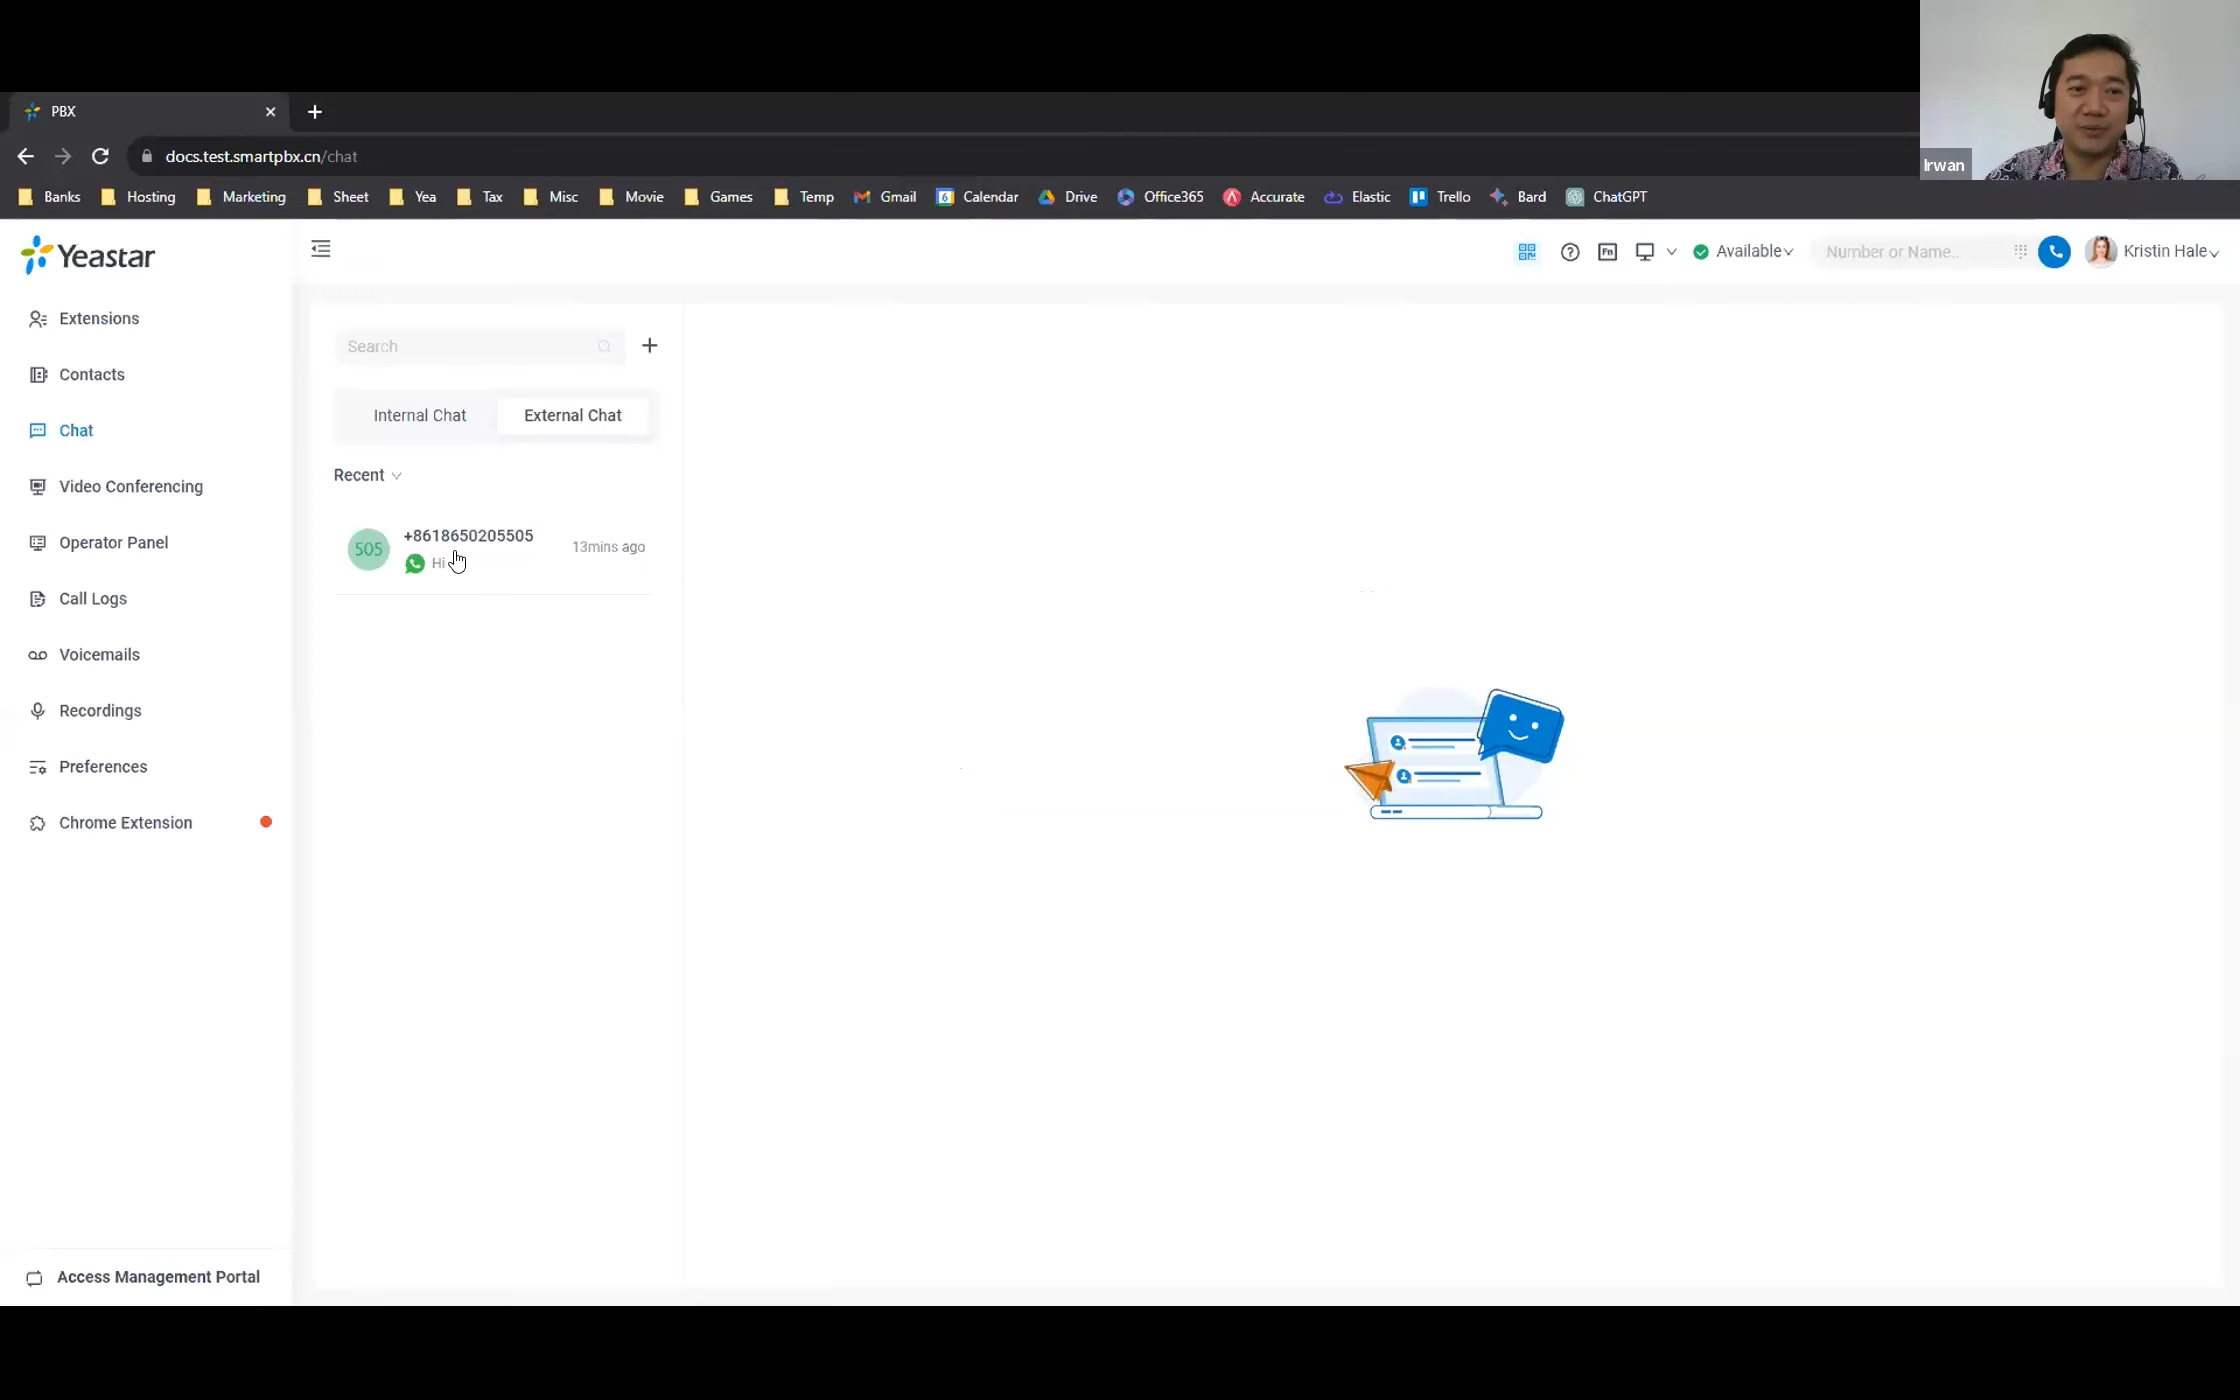 PBX
docs.test.smartpbx.cn/chat
Banks Hosting Marketing Sheet Yea Tax Misc Movie Games Temp Gmail Calendar Drive Office365 Accurate Elastic Trello Bard ChatGPT
Irwan
Yeastar
Fn Available Number or Name.. Kristin Hale
Extensions
Contacts
Chat
Video Conferencing
Operator Panel
Call Logs
Voicemails
Recordings
Preferences
Chrome Extension
Access Management Portal
Search
Internal Chat External Chat
Recent
505 +8618650205505 13mins ago
Hi